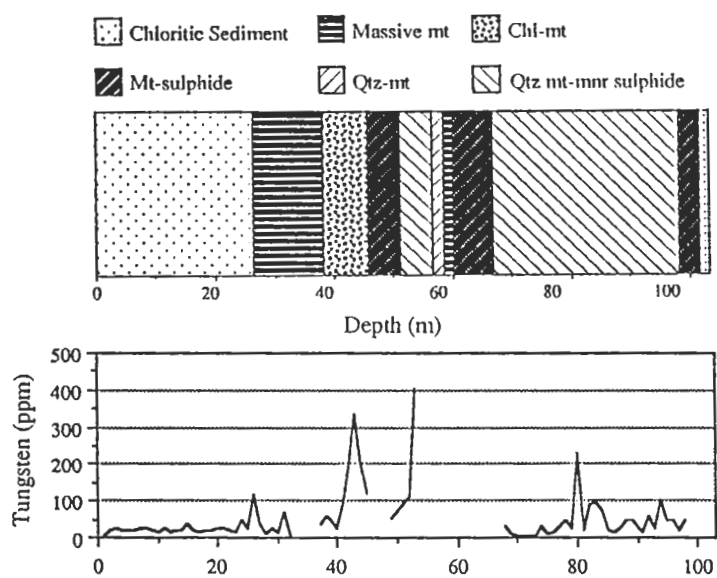 Chloritic Sediment Massive mt Chl-mt
Mt-sulphide Qtz-mt Qtz mt-mnr sulphide
0 20 40 60 80 100
Depth (m)
Tungsten (ppm)
500
400
300
200
100
0
0 20 40 60 80 100